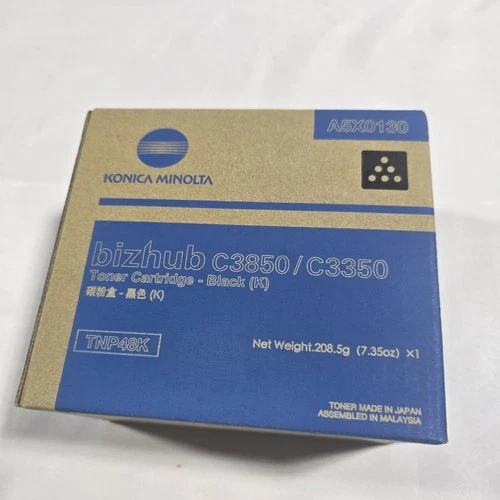 A5X0130
KONICA MINOLTA
bizhub C3850/C3350
Toner Cartridge - Black (K)
碳粉盒 - 黑色 (K)
TNP48K
Net Weight.208.5g (7.35oz) ×1
TONER MADE IN JAPAN
ASSEMBLED IN MALAYSIA